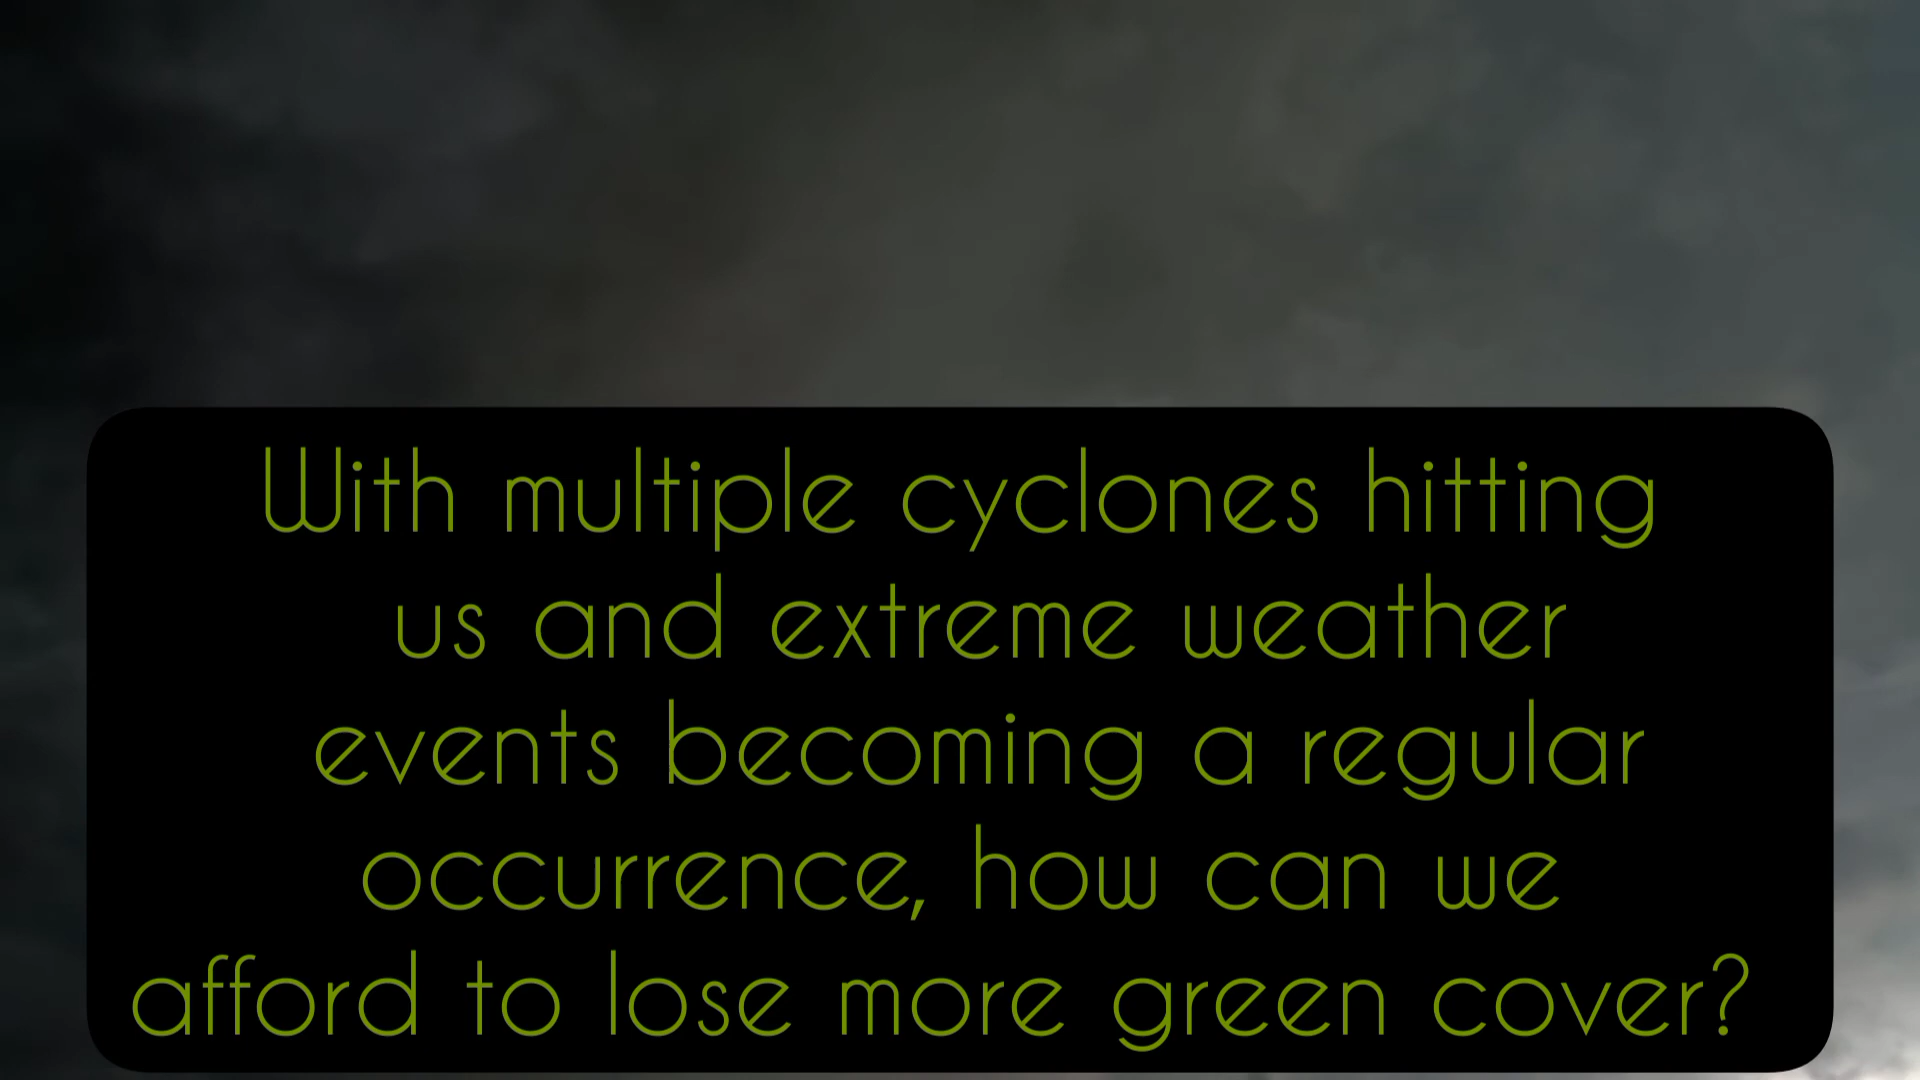 With multiple cyclones hitting
us and extreme weather
events becoming a regular
occurrence, how can we
afford to lose more green cover?